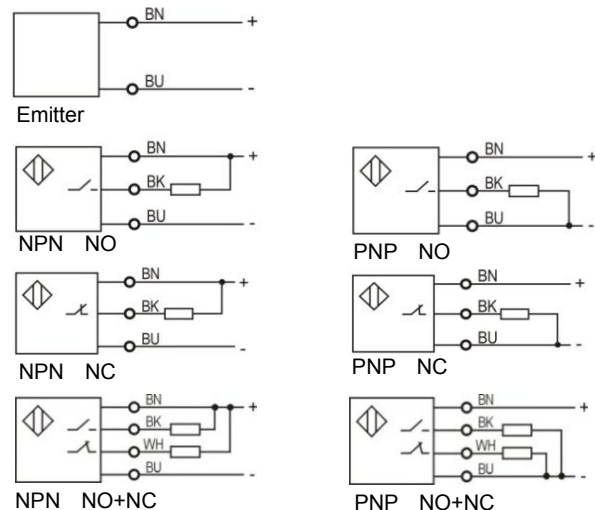 BN +
BU -
Emitter
BN +
BK
BU -
NPN NO
BN +
BK
BU -
PNP NO
BN +
BK
BU -
NPN NC
BN +
BK
BU -
PNP NC
BN +
BK
WH
BU -
NPN NO+NC
BN +
BK
WH
BU -
PNP NO+NC